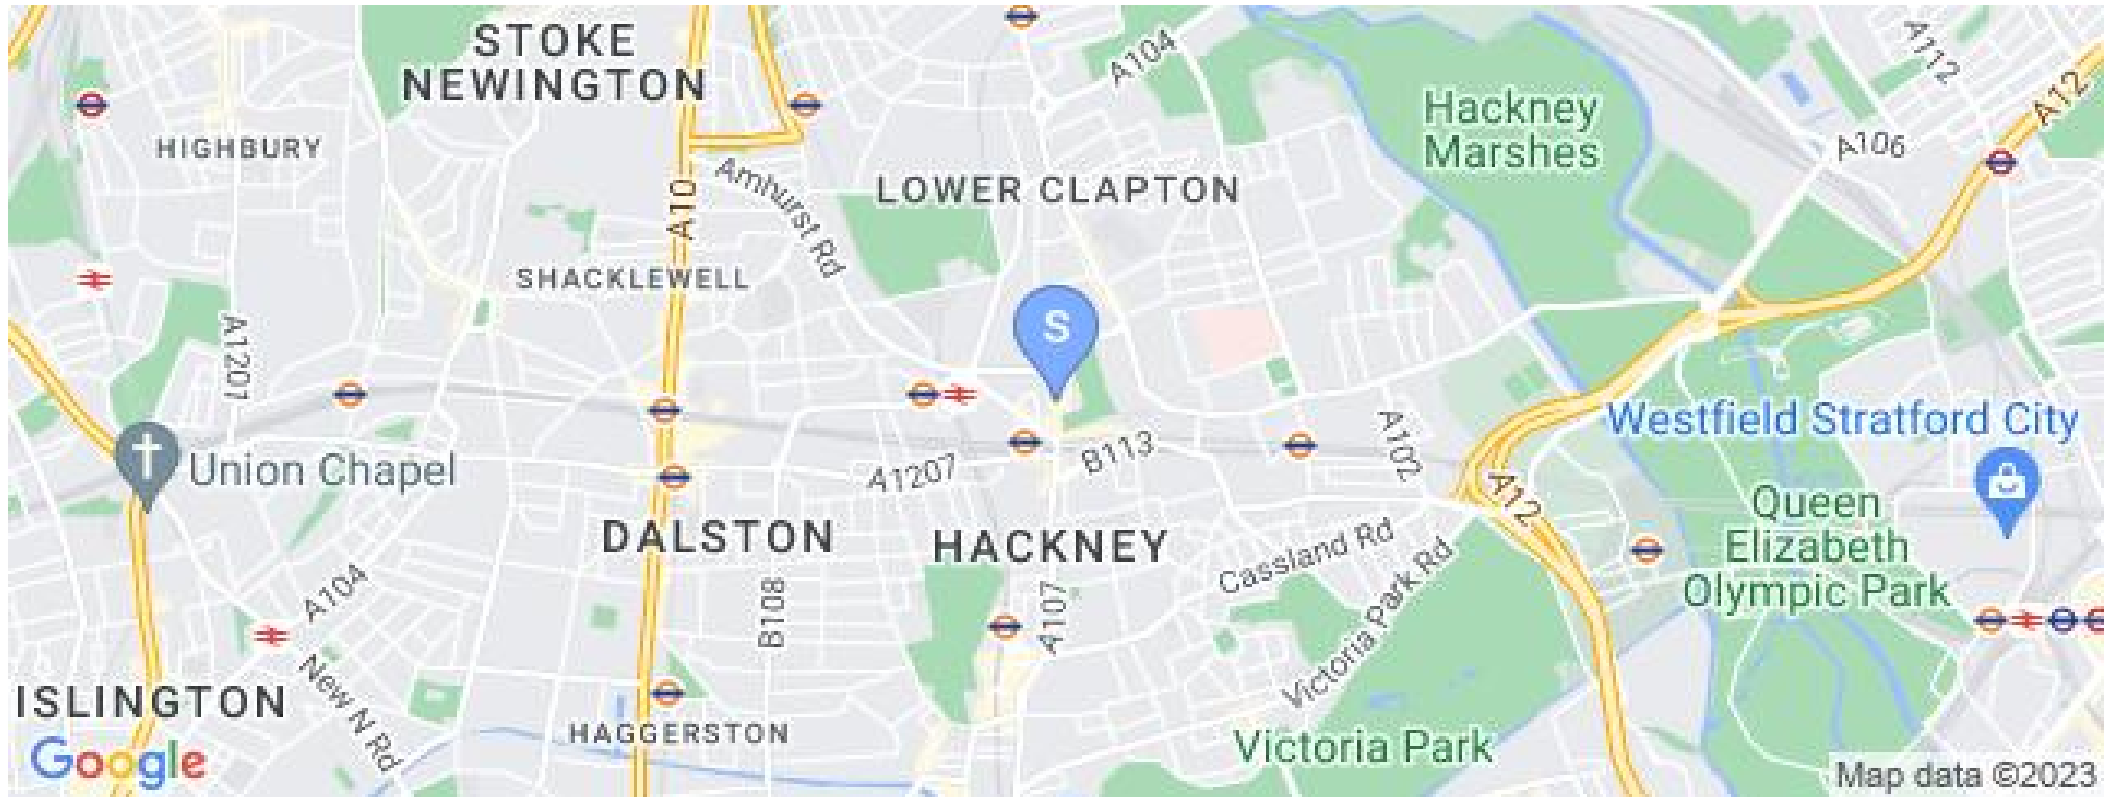 STOKE
NEWINGTON
A104
A112
A12
Hackney
Marshes
A106
HIGHBURY
Amhurst Rd
LOWER CLAPTON
A10
SHACKLEWELL
S
A1207
Westfield Stratford City
A102
B113
Union Chapel
A1207
A12
Queen
Elizabeth
Olympic Park
DALSTON
HACKNEY
Cassland Rd
A104
B108
A107
Victoria Park Rd
ISLINGTON
New N Rd
HAGGERSTON
Victoria Park
Google
Map data ©2023